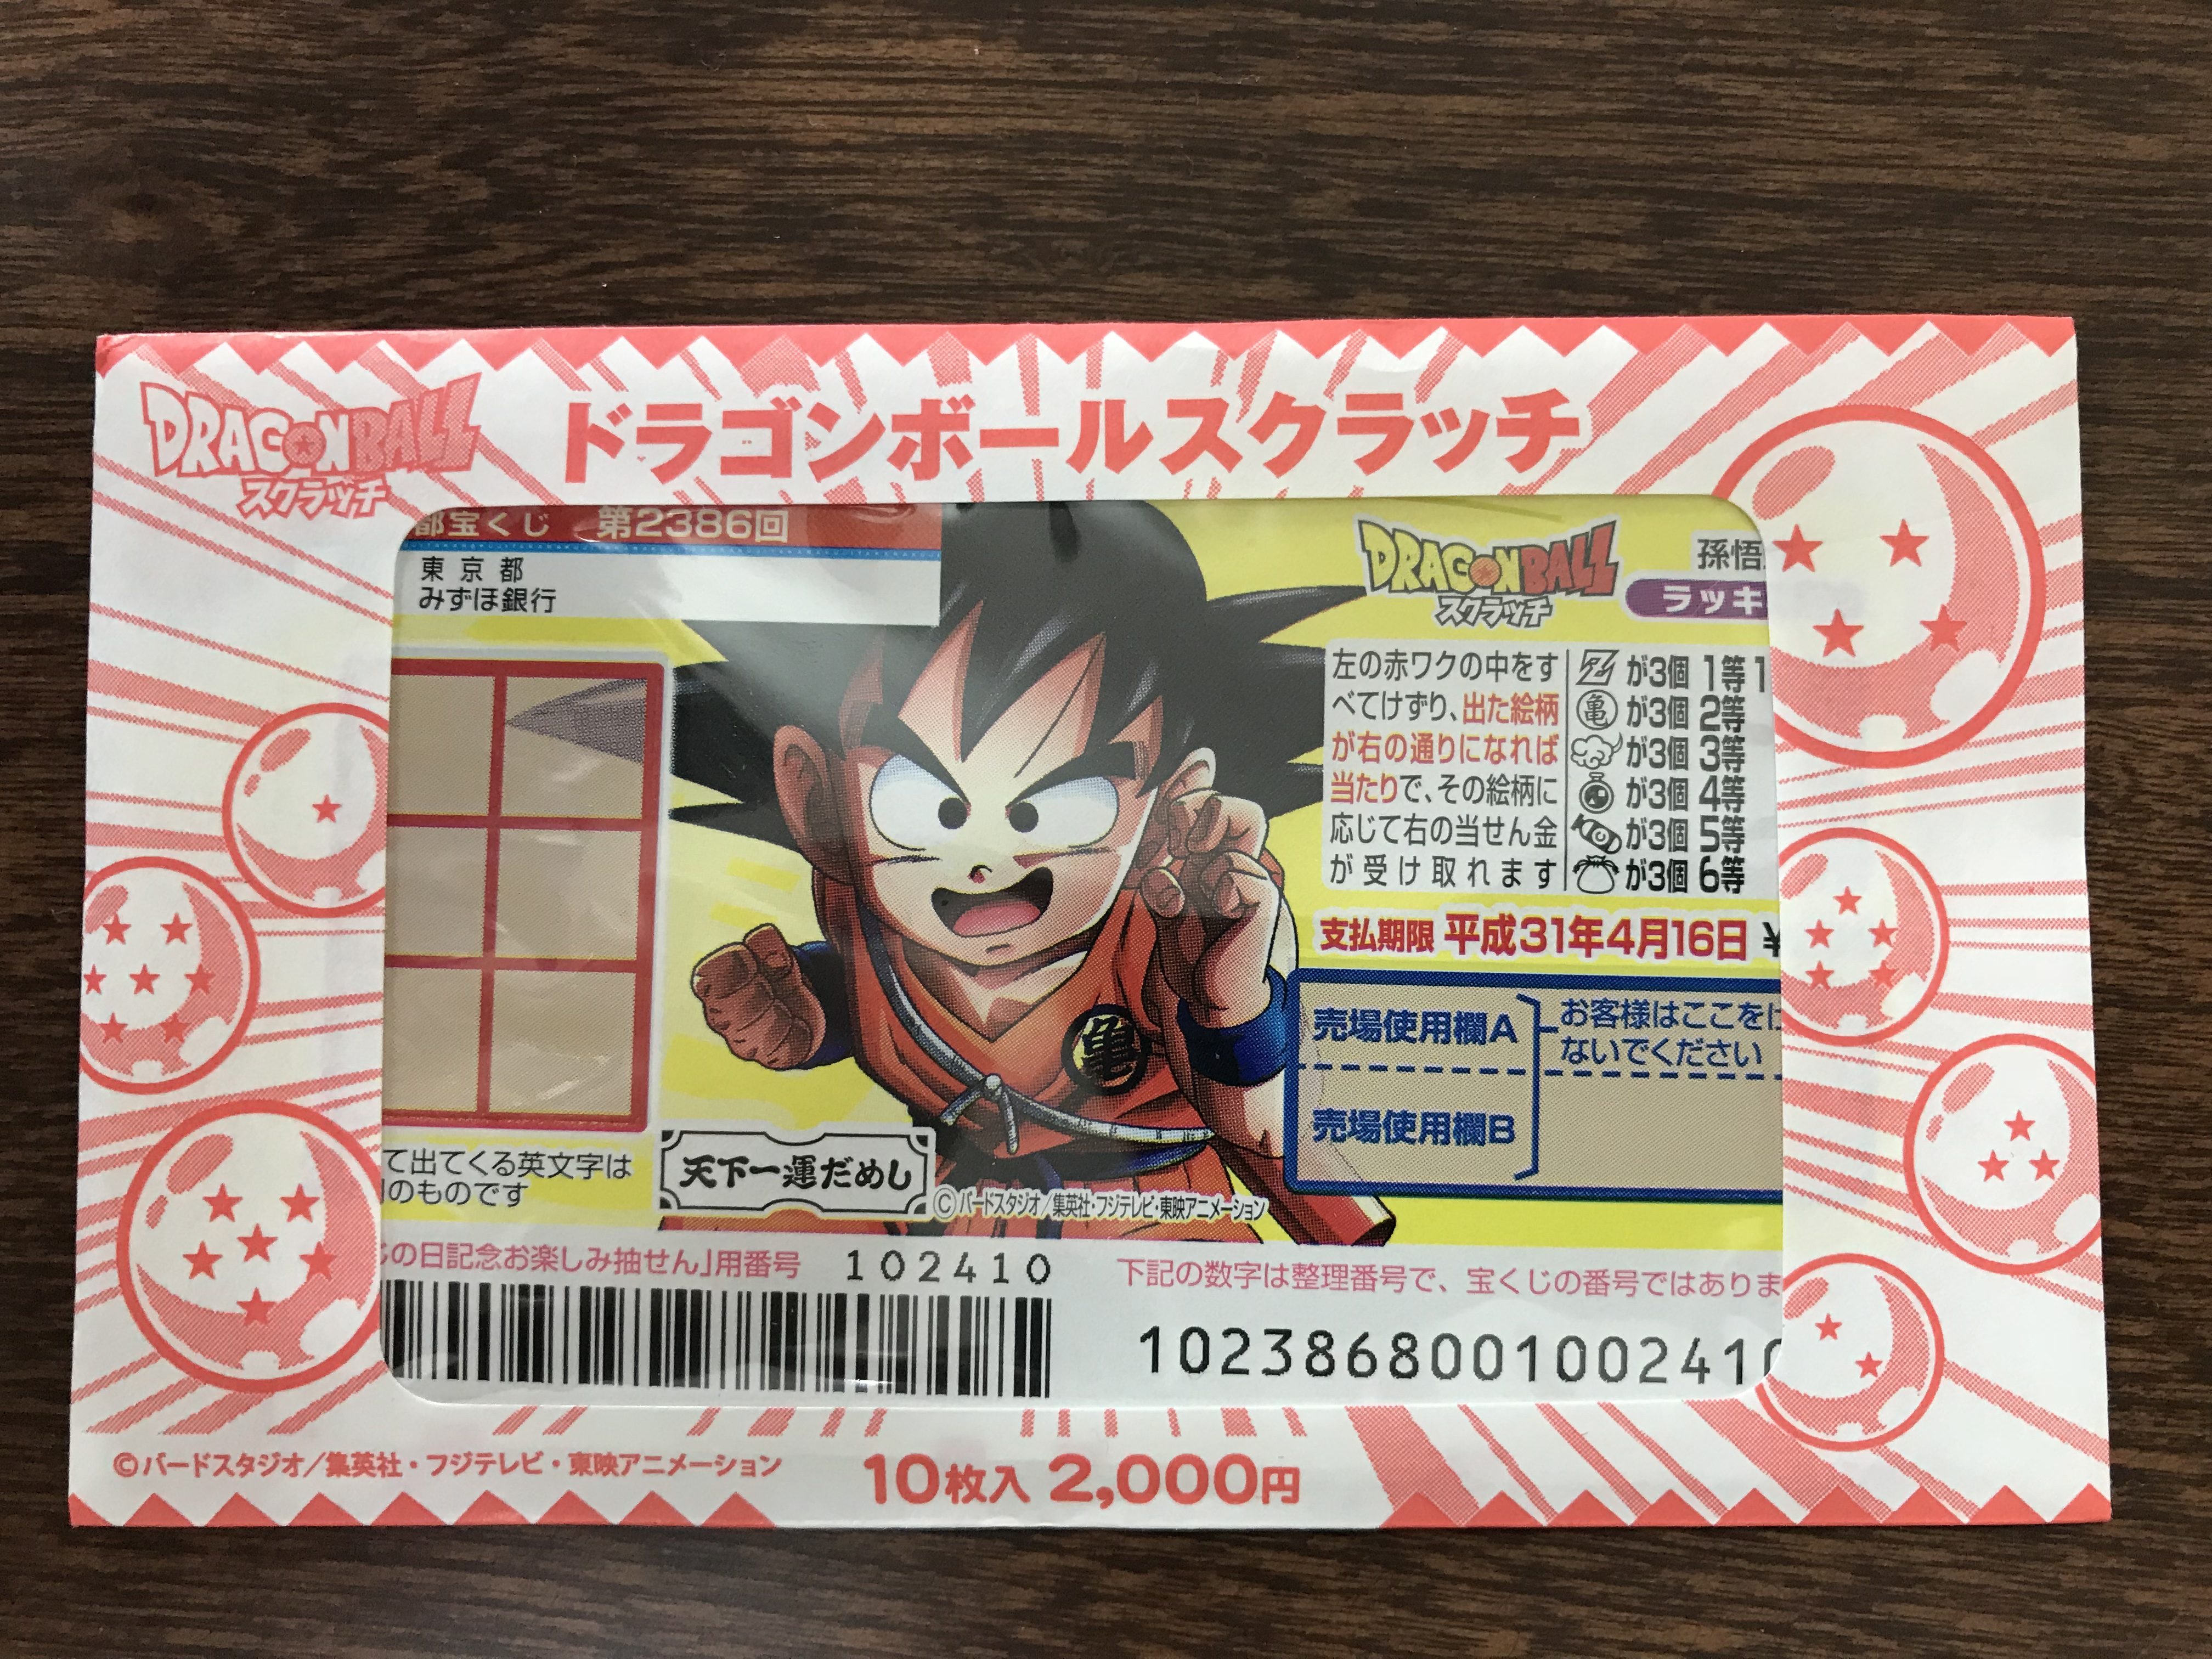 DRAGONBALL
スクラッチ
ドラゴンボールスクラッチ
都宝くじ 第2386回
東京都
みずほ銀行
DRAGONBALL
スクラッチ
孫悟
ラッキ
左の赤ワクの中をす
べてけずり、出た絵柄
が右の通りになれば
当たりで、その絵柄に
応じて右の当せん金
が受け取れます
Zが3個 1等 1
亀が3個 2等
が3個 3等
が3個 4等
が3個 5等
が3個 6等
支払期限 平成31年4月16日 ¥
売場使用欄A
お客様はここをけ
ないでください
売場使用欄B
亀
て出てくる英文字は
のものです
天下一運だめし
©バードスタジオ/集英社・フジテレビ・東映アニメーション
の日記念お楽しみ抽せん」用番号 102410
下記の数字は整理番号で、宝くじの番号ではありま
1023868001002410
©バードスタジオ/集英社・フジテレビ・東映アニメーション
10枚入 2,000円